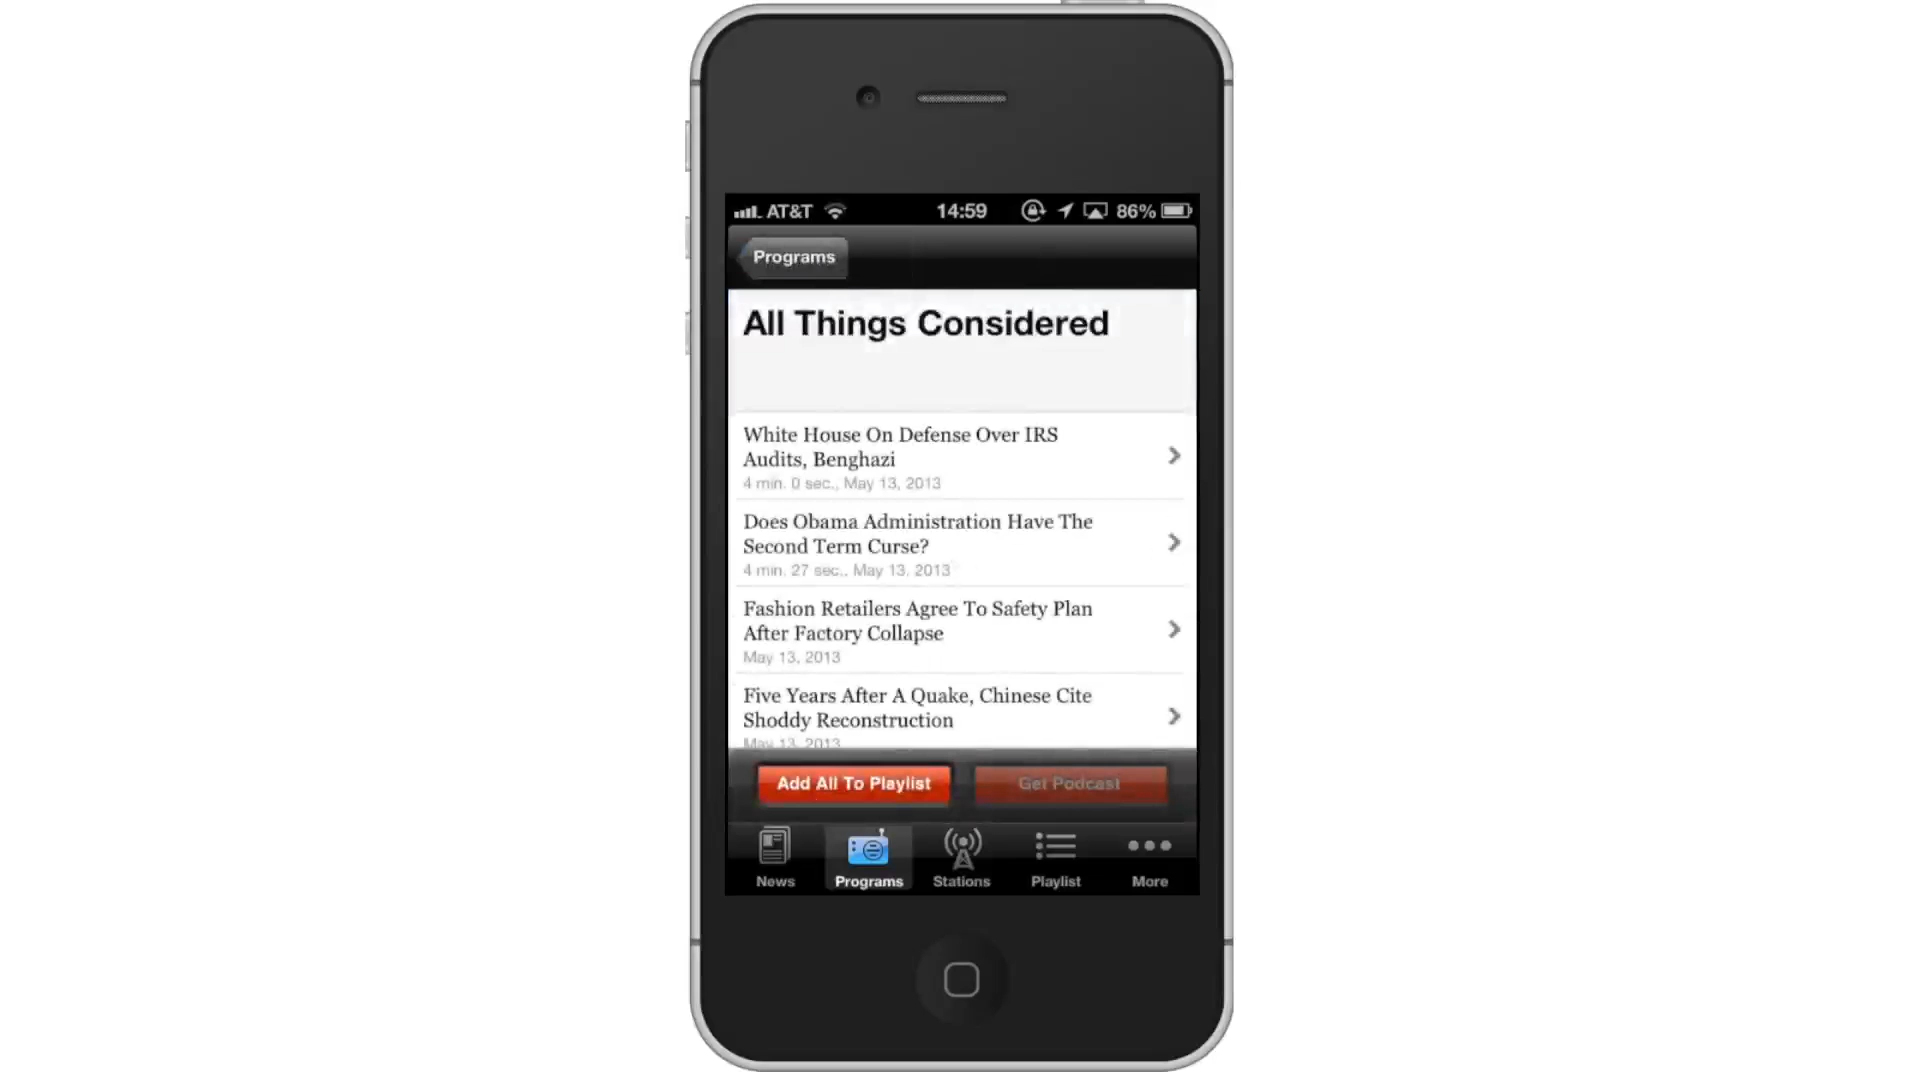 AT&T 14:59 86%
Programs
All Things Considered
White House On Defense Over IRS
Audits, Benghazi
4 min. 0 sec., May 13, 2013
Does Obama Administration Have The
Second Term Curse?
4 min. 27 sec., May 13, 2013
Fashion Retailers Agree To Safety Plan
After Factory Collapse
May 13, 2013
Five Years After A Quake, Chinese Cite
Shoddy Reconstruction
May 13, 2013
Add All To Playlist Get Podcast
News Programs Stations Playlist More